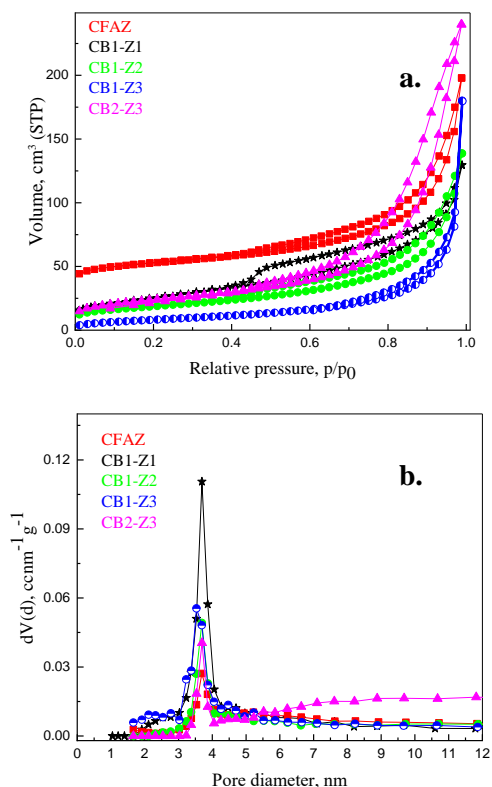 CFAZ
CB1-Z1
CB1-Z2
CB1-Z3
CB2-Z3
a.
200
150
100
50
0
Volume, cm³ (STP)
0.0 0.2 0.4 0.6 0.8 1.0
Relative pressure, p/p0
CFAZ
CB1-Z1
CB1-Z2
CB1-Z3
CB2-Z3
b.
0.12
0.09
0.06
0.03
0.00
dV(d), ccnm-1g-1
0 1 2 3 4 5 6 7 8 9 10 11 12
Pore diameter, nm